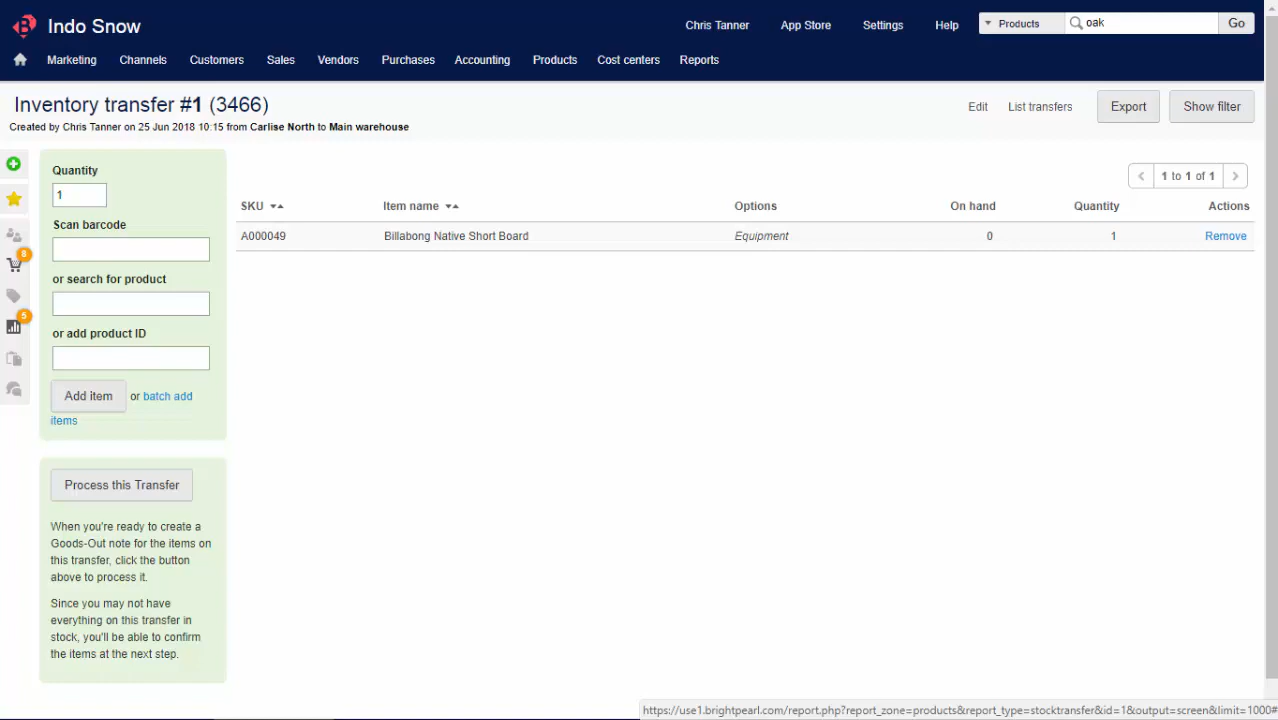 Indo Snow
Chris Tanner
App Store
Settings
Help
Products
oak
Go
Marketing
Channels
Customers
Sales
Vendors
Purchases
Accounting
Products
Cost centers
Reports
Inventory transfer #1 (3466)
Created by Chris Tanner on 25 Jun 2018 10:15 from Carlise North to Main warehouse
Edit
List transfers
Export
Show filter
8
5
Quantity
1
Scan barcode
or search for product
or add product ID
Add item or batch add
items
Process this Transfer
When you're ready to create a
Goods-Out note for the items on
this transfer, click the button
above to process it.
Since you may not have
everything on this transfer in
stock, you'll be able to confirm
the items at the next step.
1 to 1 of 1
SKU Item name Options On hand Quantity Actions
A000049 Billabong Native Short Board Equipment 0 1 Remove
https://use1.brightpearl.com/report.php?report_zone=products&report_type=stocktransfer&id=1&output=screen&limit=1000#